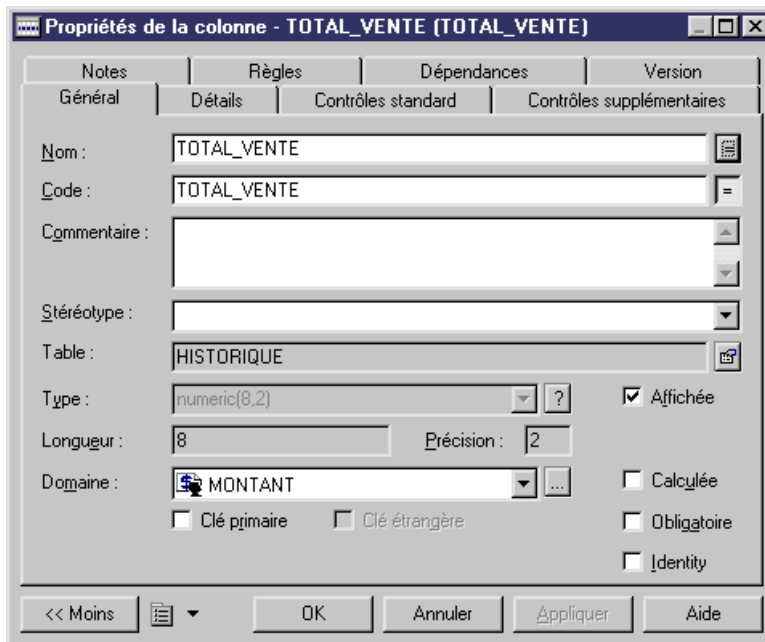 Propriétés de la colonne - TOTAL_VENTE (TOTAL_VENTE)
Notes Règles Dépendances Version
Général Détails Contrôles standard Contrôles supplémentaires
Nom : TOTAL_VENTE
Code : TOTAL_VENTE =
Commentaire :
Stéréotype :
Table : HISTORIQUE
Type : numeric(8,2) ? Affichée
Longueur : 8 Précision : 2
Domaine : MONTANT ... Calculée
Clé primaire Clé étrangère Obligatoire
Identity
<< Moins OK Annuler Appliquer Aide